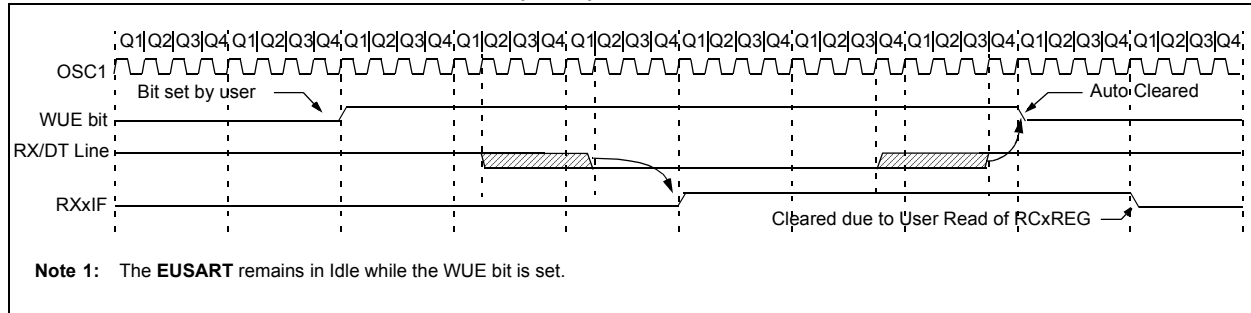 Q1 Q2 Q3 Q4 Q1 Q2 Q3 Q4 Q1 Q2 Q3 Q4 Q1 Q2 Q3 Q4 Q1 Q2 Q3 Q4 Q1 Q2 Q3 Q4 Q1 Q2 Q3 Q4 Q1 Q2 Q3 Q4 Q1 Q2 Q3 Q4 Q1 Q2 Q3 Q4
OSC1
Bit set by user
Auto Cleared
WUE bit
RX/DT Line
RXxIF
Cleared due to User Read of RCxREG
Note 1: The EUSART remains in Idle while the WUE bit is set.